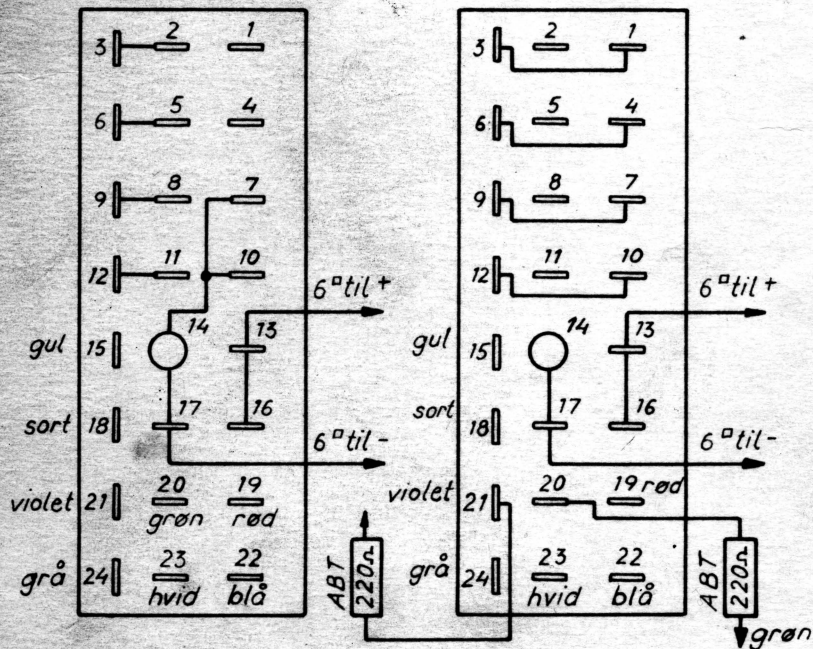 3 2 1
6 5 4
9 8 7
12 11 10
6▫til +
14 13
gul 15
17 16
sort 18
6▫til -
violet 21 20 19
grøn rød
23 22
grå 24
hvid blå
ABT
220Ω
3 2 1
6 5 4
9 8 7
12 11 10
6▫til +
14 13
gul 15
17 16
sort 18
6▫til -
violet 21 20 19 rød
23 22
grå 24
hvid blå
ABT
220Ω
grøn